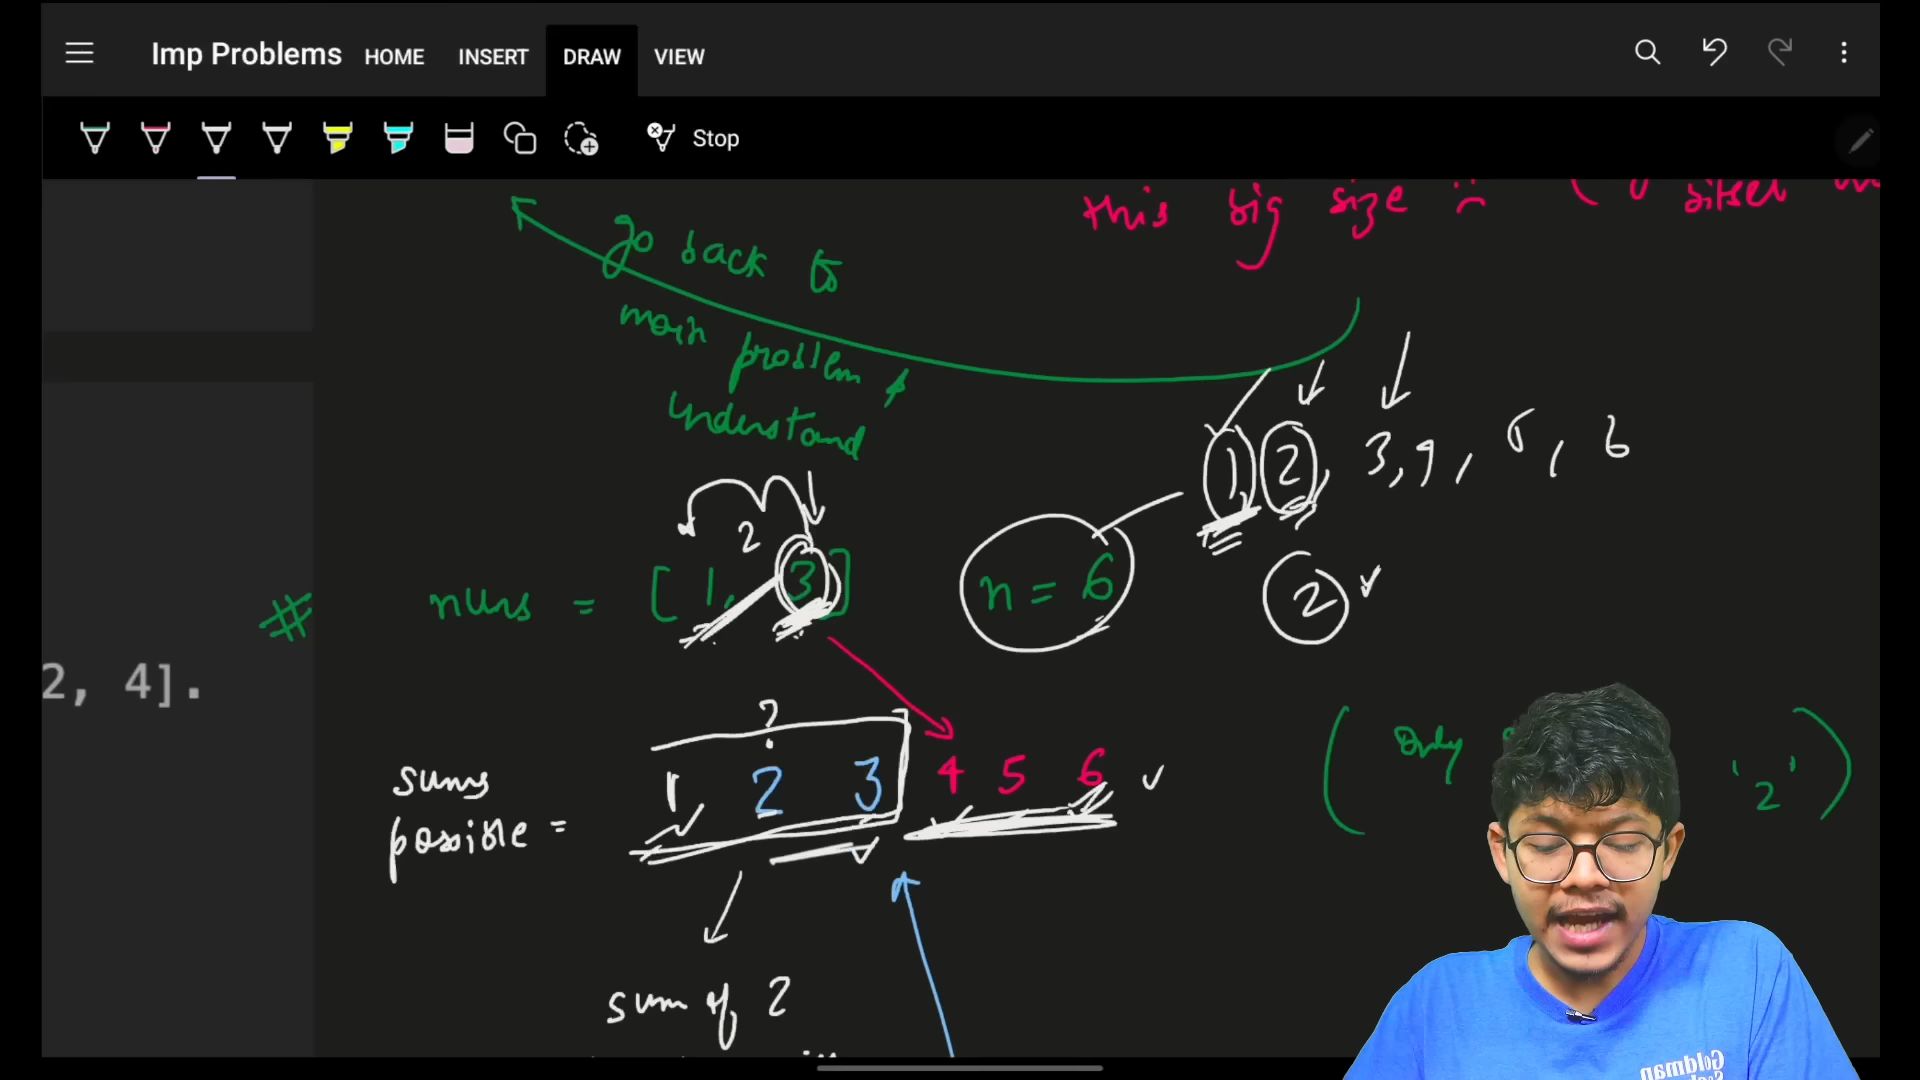 Imp Problems HOME INSERT DRAW VIEW
Stop
this big size
go back to
main problem &
understand
1, 2, 3, 4, 5, 6
2
2
nums = [1, 3] n = 6
#
2, 4].
?
sums possible = 1 2 3 4 5 6
Only '2'
sum of 2
Goldman